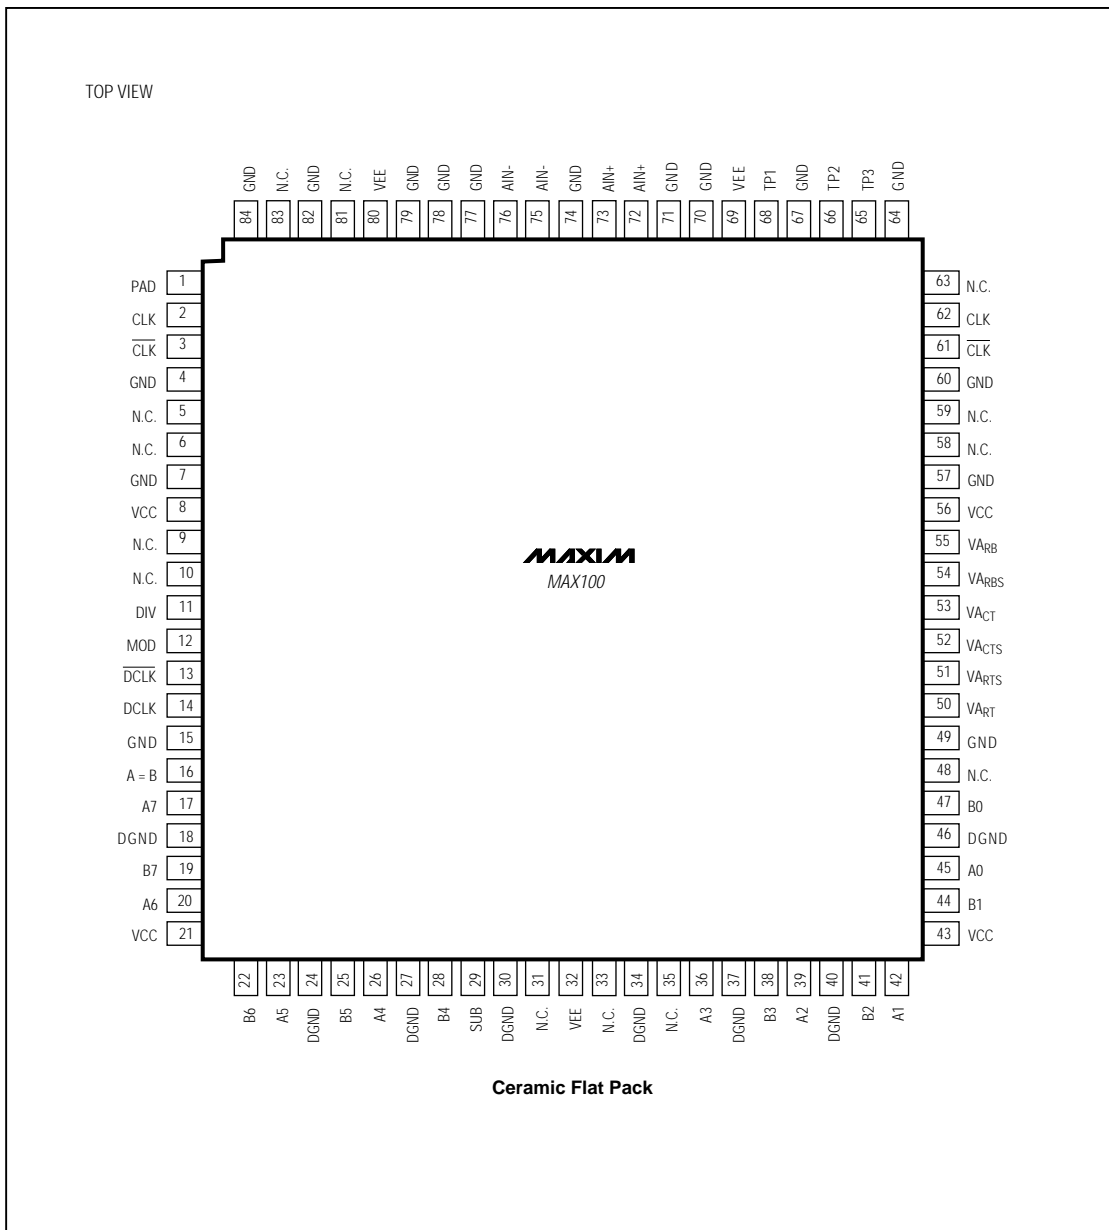 TOP VIEW
GND N.C. GND N.C. VEE GND GND GND AIN- AIN- GND AIN+ AIN+ GND GND VEE TP1 GND TP2 TP3 GND
84 83 82 81 80 79 78 77 76 75 74 73 72 71 70 69 68 67 66 65 64
PAD 1 63 N.C.
CLK 2 62 CLK
C̅L̅K̅ 3 61 C̅L̅K̅
GND 4 60 GND
N.C. 5 59 N.C.
N.C. 6 58 N.C.
GND 7 57 GND
VCC 8 56 VCC
N.C. 9 55 VARB
N.C. 10 54 VARBS
DIV 11 53 VACT
MOD 12 52 VACTS
D̅C̅L̅K̅ 13 51 VARTS
DCLK 14 50 VART
GND 15 49 GND
A = B 16 48 N.C.
A7 17 47 B0
DGND 18 46 DGND
B7 19 45 A0
A6 20 44 B1
VCC 21 43 VCC
MAXIM
MAX100
22 23 24 25 26 27 28 29 30 31 32 33 34 35 36 37 38 39 40 41 42
B6 A5 DGND B5 A4 DGND B4 SUB DGND N.C. VEE N.C. DGND N.C. A3 DGND B3 A2 DGND B2 A1
Ceramic Flat Pack